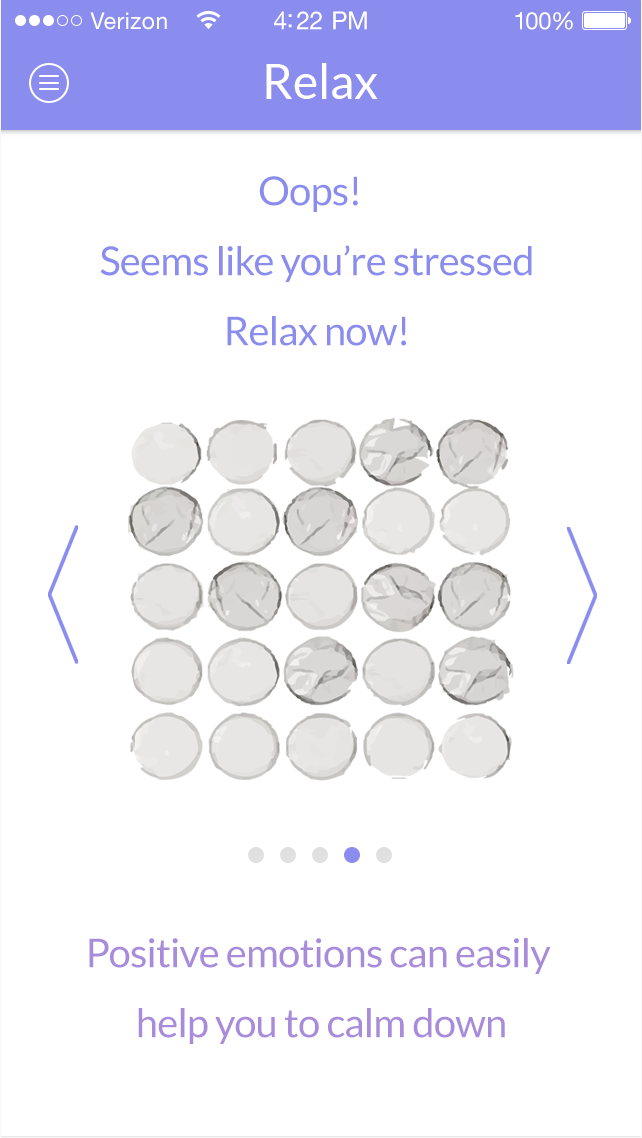 Verizon 4:22 PM 100%
Relax
Oops!
Seems like you’re stressed
Relax now!
Positive emotions can easily
help you to calm down